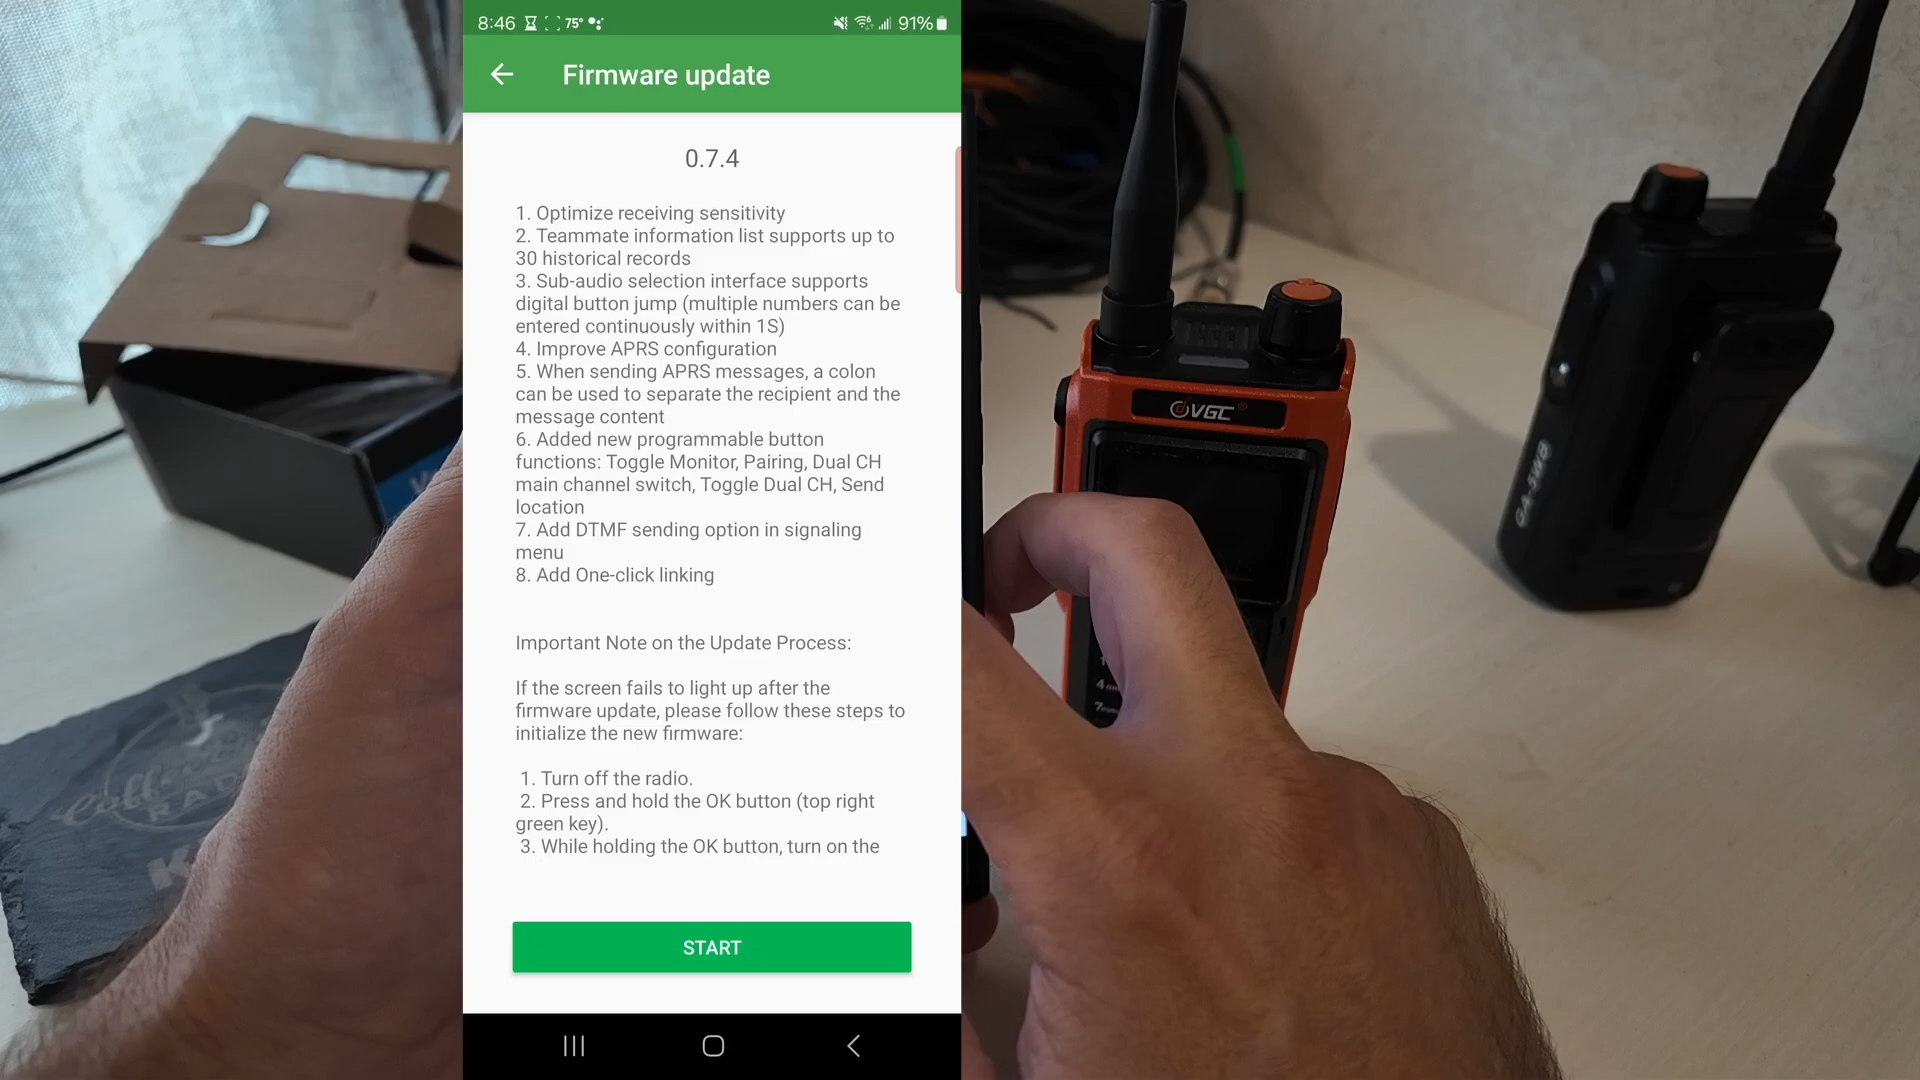 8:46 75° 91%
Firmware update
0.7.4
1. Optimize receiving sensitivity
2. Teammate information list supports up to
30 historical records
3. Sub-audio selection interface supports
digital button jump (multiple numbers can be
entered continuously within 1S)
4. Improve APRS configuration
5. When sending APRS messages, a colon
can be used to separate the recipient and the
message content
6. Added new programmable button
functions: Toggle Monitor, Pairing, Dual CH
main channel switch, Toggle Dual CH, Send
location
7. Add DTMF sending option in signaling
menu
8. Add One-click linking
Important Note on the Update Process:
If the screen fails to light up after the
firmware update, please follow these steps to
initialize the new firmware:
1. Turn off the radio.
2. Press and hold the OK button (top right
green key).
3. While holding the OK button, turn on the
START
VGC
GA-5WB
1
4
7